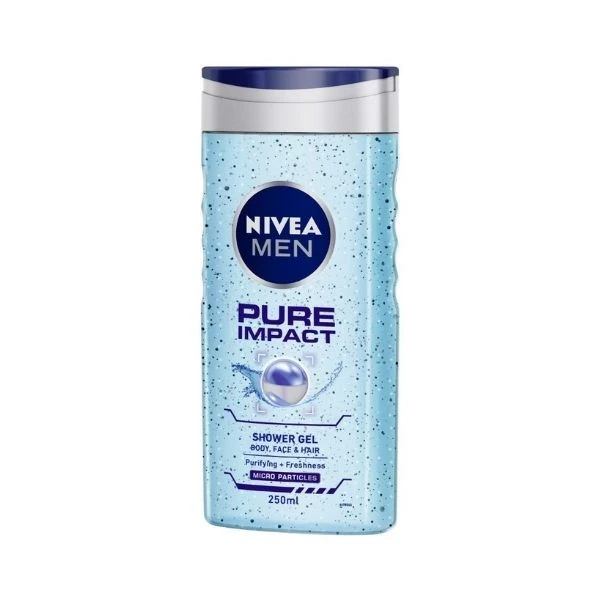 NIVEA
MEN
PURE
IMPACT
SHOWER GEL
BODY, FACE & HAIR
Purifying + Freshness
MICRO PARTICLES
250ml